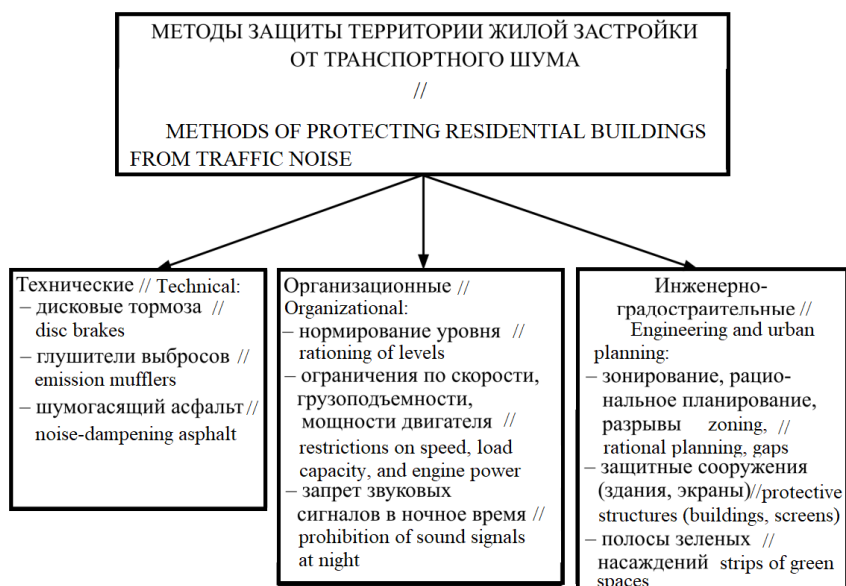 МЕТОДЫ ЗАЩИТЫ ТЕРРИТОРИИ ЖИЛОЙ ЗАСТРОЙКИ
ОТ ТРАНСПОРТНОГО ШУМА
//
METHODS OF PROTECTING RESIDENTIAL BUILDINGS
FROM TRAFFIC NOISE
Технические // Technical:
– дисковые тормоза //
disc brakes
– глушители выбросов //
emission mufflers
– шумогасящий асфальт //
noise-dampening asphalt
Организационные //
Organizational:
– нормирование уровня //
rationing of levels
– ограничения по скорости,
грузоподъемности,
мощности двигателя //
restrictions on speed, load
capacity, and engine power
– запрет звуковых
сигналов в ночное время //
prohibition of sound signals
at night
Инженерно-
градостраительные //
Engineering and urban
planning:
– зонирование, рацио-
нальное планирование,
разрывы zoning, //
rational planning, gaps
– защитные сооружения
(здания, экраны)//protective
structures (buildings, screens)
– полосы зеленых //
насаждений strips of green
spaces